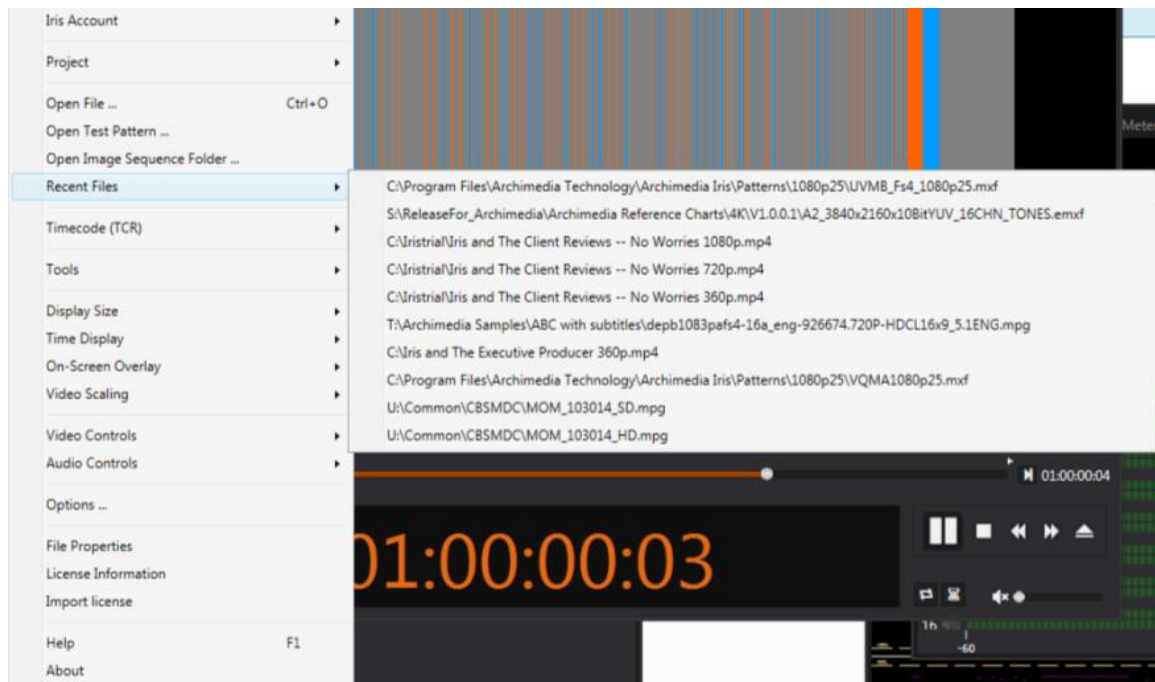 Iris Account
Project
Open File ... Ctrl+O
Open Test Pattern ...
Open Image Sequence Folder ...
Recent Files
Timecode (TCR)
Tools
Display Size
Time Display
On-Screen Overlay
Video Scaling
Video Controls
Audio Controls
Options ...
File Properties
License Information
Import license
Help F1
About
Mete
C:\Program Files\Archimedia Technology\Archimedia Iris\Patterns\1080p25\UVMB_Fs4_1080p25.mxf
S:\ReleaseFor_Archimedia\Archimedia Reference Charts\4K\V1.0.0.1\A2_3840x2160x10BitYUV_16CHN_TONES.emxf
C:\Iristrial\Iris and The Client Reviews -- No Worries 1080p.mp4
C:\Iristrial\Iris and The Client Reviews -- No Worries 720p.mp4
C:\Iristrial\Iris and The Client Reviews -- No Worries 360p.mp4
T:\Archimedia Samples\ABC with subtitles\depb1083pafs4-16a_eng-926674.720P-HDCL16x9_5.1ENG.mpg
C:\Iris and The Executive Producer 360p.mp4
C:\Program Files\Archimedia Technology\Archimedia Iris\Patterns\1080p25\VQMA1080p25.mxf
U:\Common\CBSMDC\MOM_103014_SD.mpg
U:\Common\CBSMDC\MOM_103014_HD.mpg
01:00:00:04
01:00:00:03
16
-60